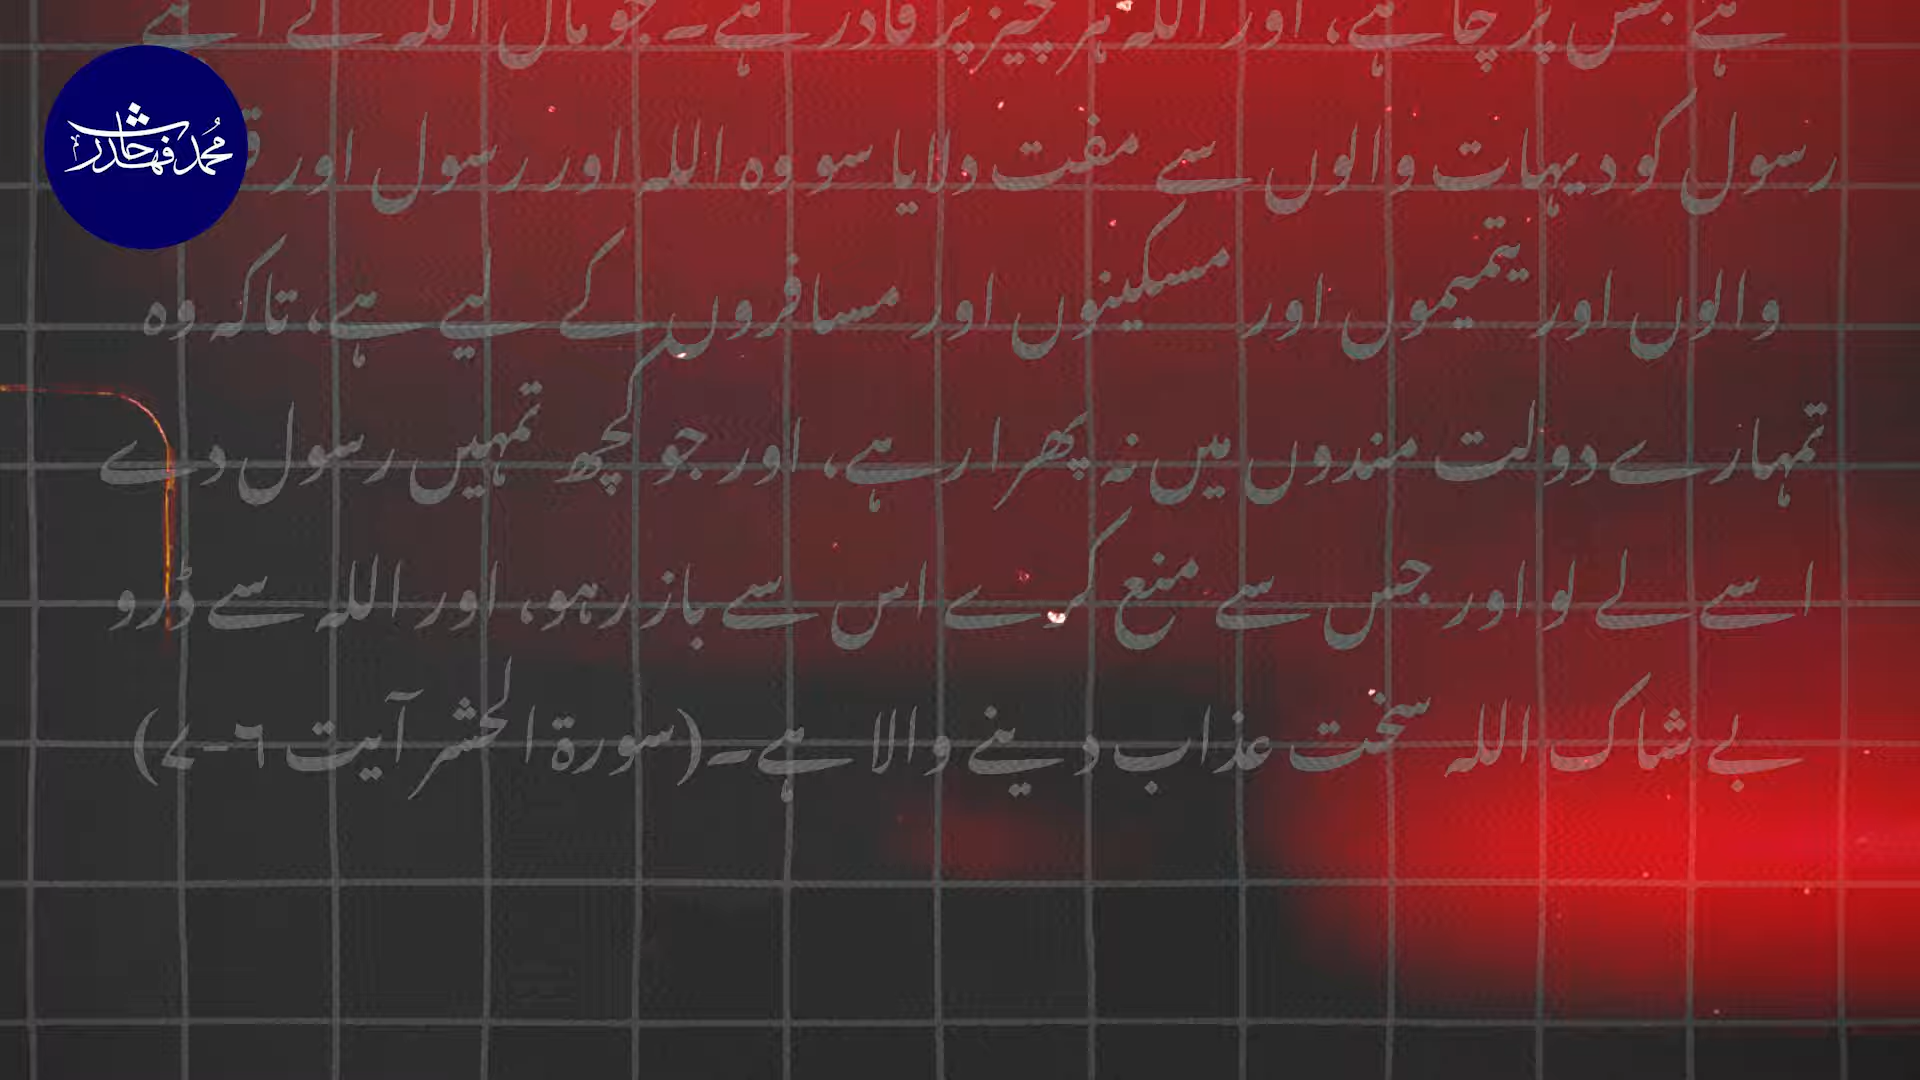 ہے جس پر چاہے، اور اللہ ہر چیز پر قادر ہے۔ جو مال اللہ نے اپنے
رسول کو دیہات والوں سے مفت دلایا سو وہ اللہ اور رسول اور
والوں اور یتیموں اور مسکینوں اور مسافروں کے لیے ہے، تاکہ وہ
تمہارے دولت مندوں میں نہ پھرا رہے، اور جو کچھ تمہیں رسول دے
اسے لے لو اور جس سے منع کرے اس سے باز رہو، اور اللہ سے ڈرو
بے شاک اللہ سخت عذاب دینے والا ہے۔ (سورۃ الحشر آیت ٦-٧)
محمد فہد حارث